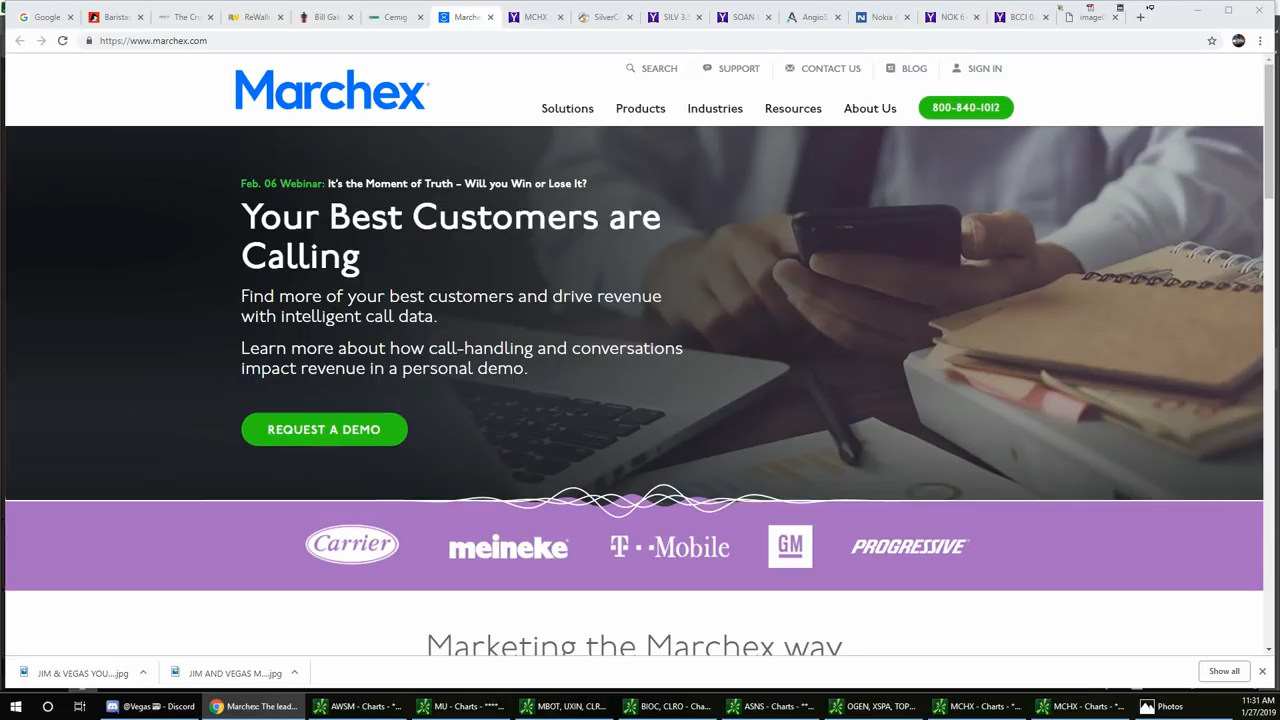 Google
Barista
The Cro
ReWalk
Bill Gat
Cemig
Marche
MCHX
SilverC
SILV 3.
SOAN
AngioS
Nokia
NOK 6
BCCI 0
image
https://www.marchex.com
Marchex
SEARCH
SUPPORT
CONTACT US
BLOG
SIGN IN
Solutions
Products
Industries
Resources
About Us
800-840-1012
Feb. 06 Webinar: It's the Moment of Truth – Will you Win or Lose It?
Your Best Customers are
Calling
Find more of your best customers and drive revenue
with intelligent call data.
Learn more about how call-handling and conversations
impact revenue in a personal demo.
REQUEST A DEMO
Carrier
meineke
T··Mobile
GM
PROGRESSIVE
Marketing the Marchex way
JIM & VEGAS YOU...jpg
JIM AND VEGAS M...jpg
Show all
@Vegas - Discord
Marchex: The lead...
AWSM - Charts - *...
MU - Charts - ****...
MBOT, UXIN, CLR...
BIOC, CLRO - Cha...
ASNS - Charts - **...
OGEN, XSPA, TOP...
MCHX - Charts - *...
MCHX - Charts - *...
Photos
11:31 AM
1/27/2019